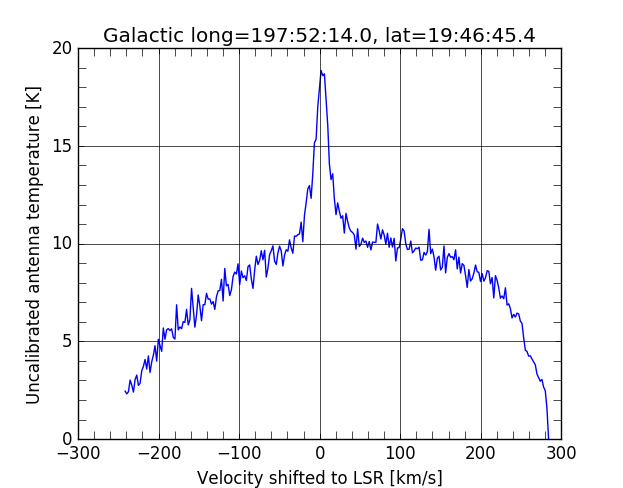 Galactic long=197:52:14.0, lat=19:46:45.4
Uncalibrated antenna temperature [K]
20
15
10
5
0
−300 −200 −100 0 100 200 300
Velocity shifted to LSR [km/s]